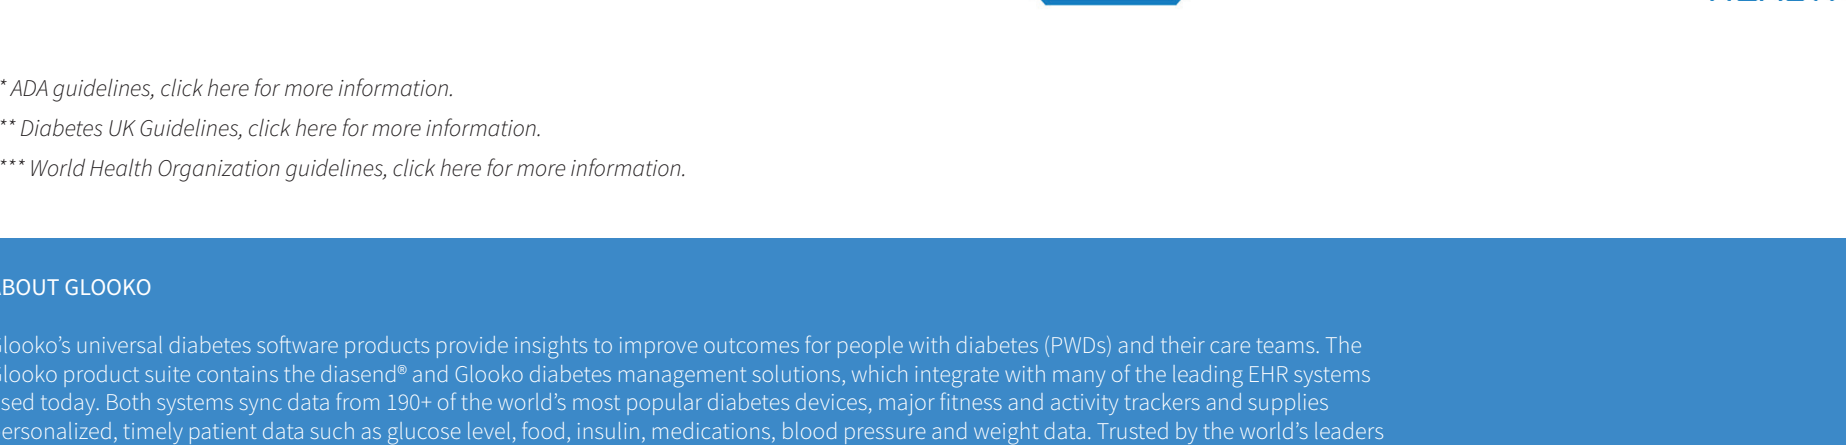 ** ADA guidelines, click here for more information.
*** Diabetes UK Guidelines, click here for more information.
**** World Health Organization guidelines, click here for more information.
ABOUT GLOOKO
Glooko’s universal diabetes software products provide insights to improve outcomes for people with diabetes (PWDs) and their care teams. The
Glooko product suite contains the diasend® and Glooko diabetes management solutions, which integrate with many of the leading EHR systems
used today. Both systems sync data from 190+ of the world’s most popular diabetes devices, major fitness and activity trackers and supplies
personalized, timely patient data such as glucose level, food, insulin, medications, blood pressure and weight data. Trusted by the world’s leaders